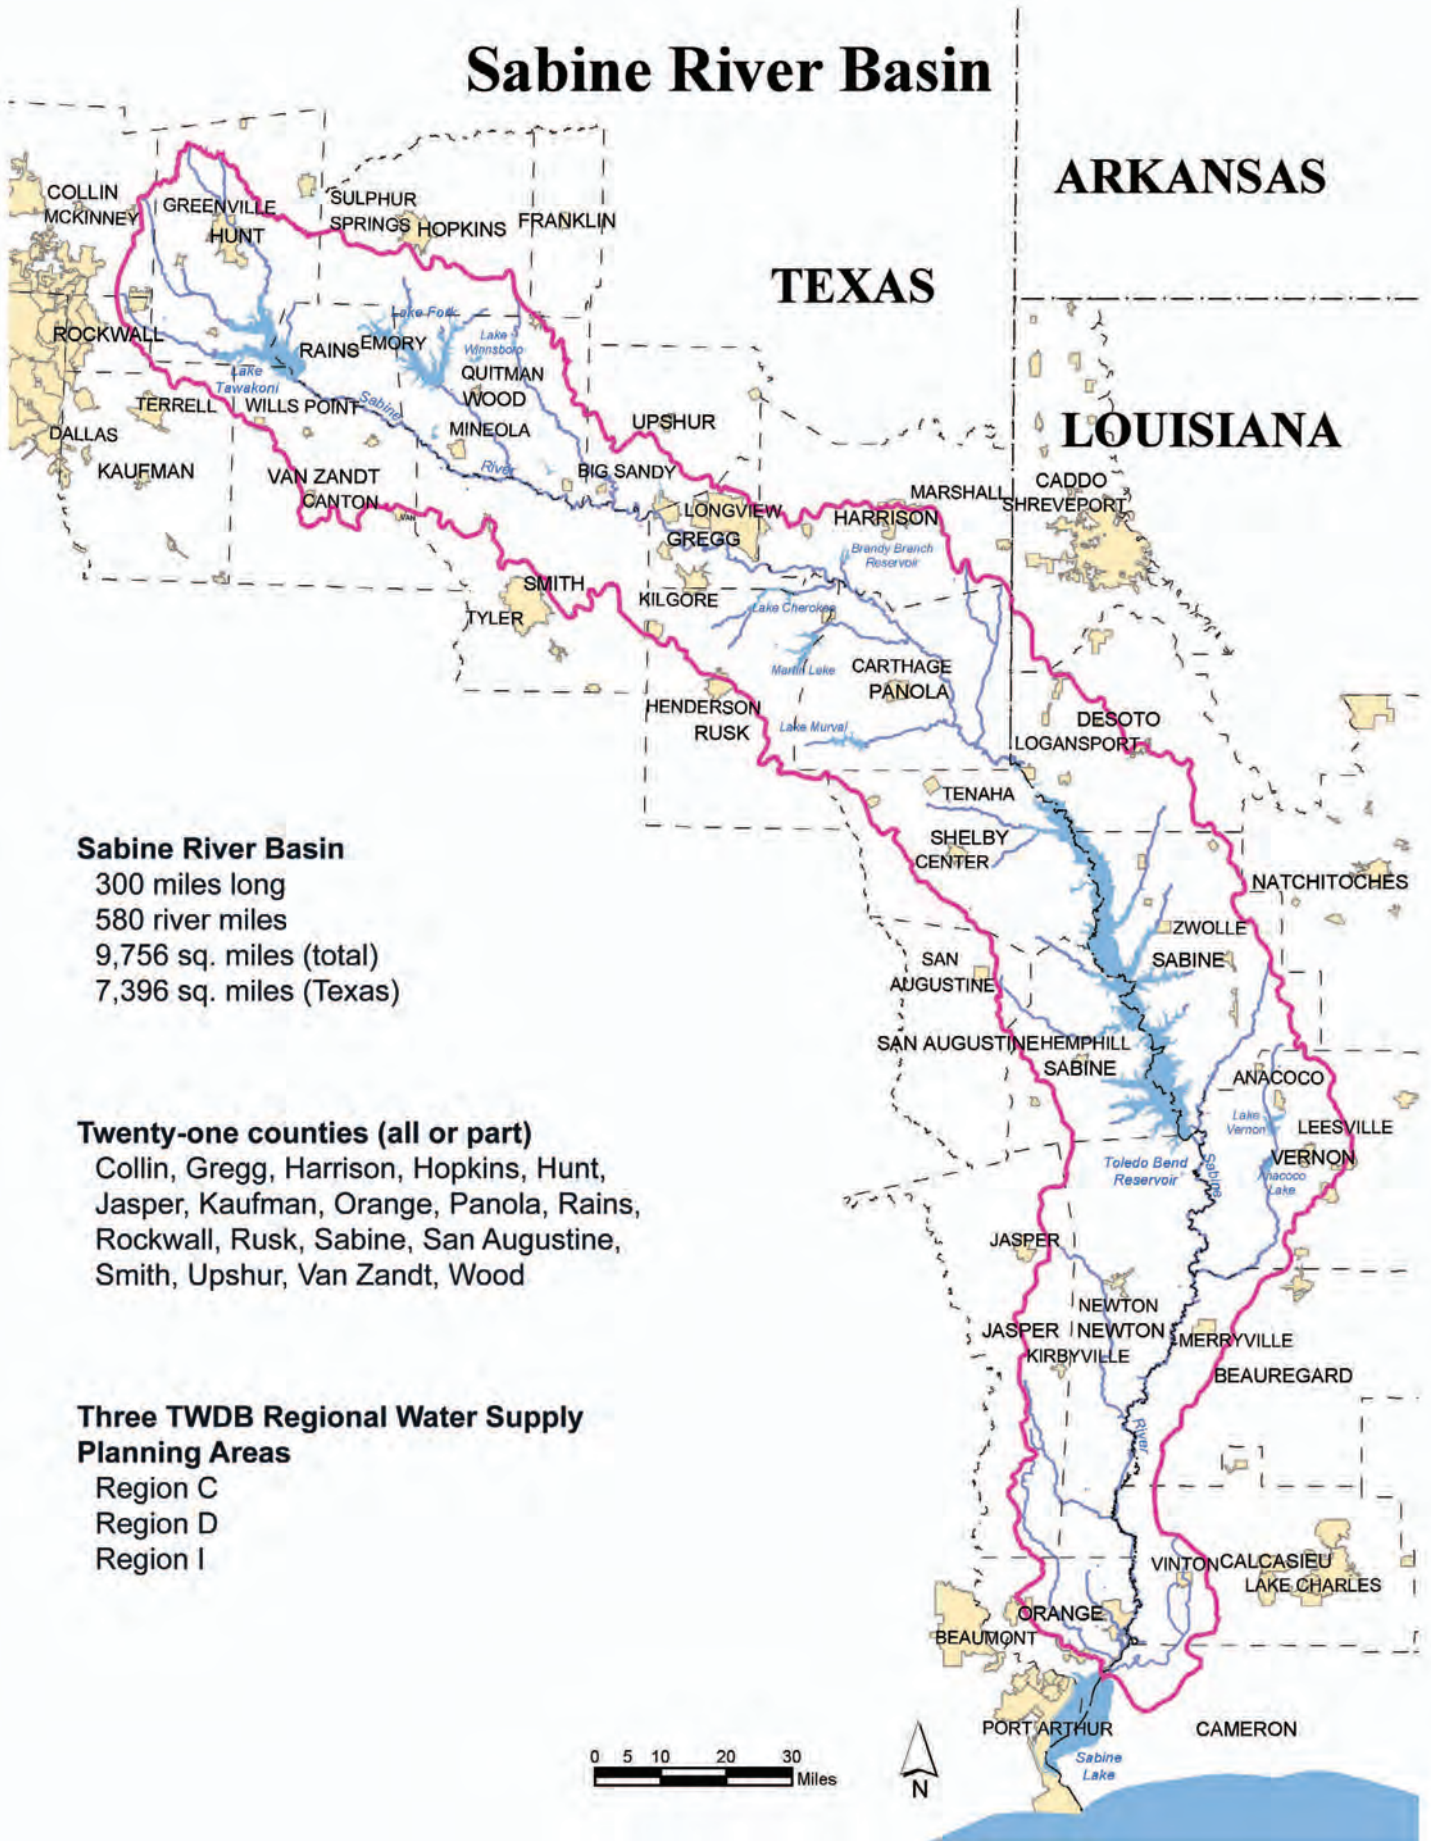 Sabine River Basin
ARKANSAS
TEXAS
LOUISIANA
COLLIN
MCKINNEY
GREENVILLE
HUNT
SULPHUR
SPRINGS
HOPKINS
FRANKLIN
ROCKWALL
RAINS
EMORY
Lake Fork
Lake
Winnsboro
QUITMAN
WOOD
Lake
Tawakoni
TERRELL
WILLS POINT
Sabine
MINEOLA
DALLAS
KAUFMAN
VAN ZANDT
CANTON
VAN
River
BIG SANDY
UPSHUR
LONGVIEW
GREGG
MARSHALL
HARRISON
CADDO
SHREVEPORT
Brandy Branch
Reservoir
SMITH
TYLER
KILGORE
Lake Cherokee
Martin Lake
CARTHAGE
PANOLA
HENDERSON
RUSK
Lake Murval
DESOTO
LOGANSPORT
TENAHA
SHELBY
CENTER
NATCHITOCHES
ZWOLLE
SABINE
SAN
AUGUSTINE
SAN AUGUSTINE
HEMPHILL
SABINE
ANACOCO
Lake
Vernon
LEESVILLE
VERNON
Toledo Bend
Reservoir
Sabine
Anacoco
Lake
JASPER
NEWTON
JASPER
NEWTON
KIRBYVILLE
MERRYVILLE
BEAUREGARD
River
VINTON
CALCASIEU
LAKE CHARLES
ORANGE
BEAUMONT
PORT ARTHUR
CAMERON
Sabine
Lake
Sabine River Basin
300 miles long
580 river miles
9,756 sq. miles (total)
7,396 sq. miles (Texas)
Twenty-one counties (all or part)
Collin, Gregg, Harrison, Hopkins, Hunt,
Jasper, Kaufman, Orange, Panola, Rains,
Rockwall, Rusk, Sabine, San Augustine,
Smith, Upshur, Van Zandt, Wood
Three TWDB Regional Water Supply
Planning Areas
Region C
Region D
Region I
0 5 10 20 30
Miles
N